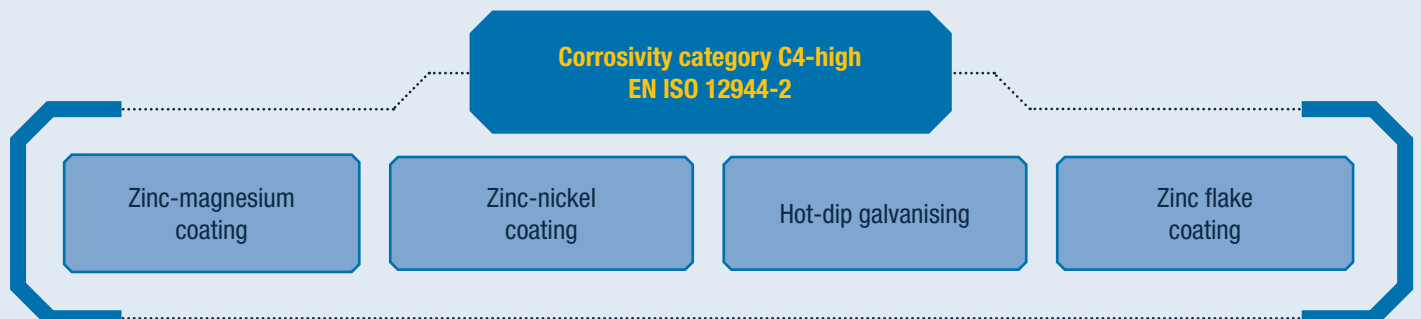 Corrosivity category C4-high
EN ISO 12944-2
Zinc-magnesium
coating
Zinc-nickel
coating
Hot-dip galvanising
Zinc flake
coating